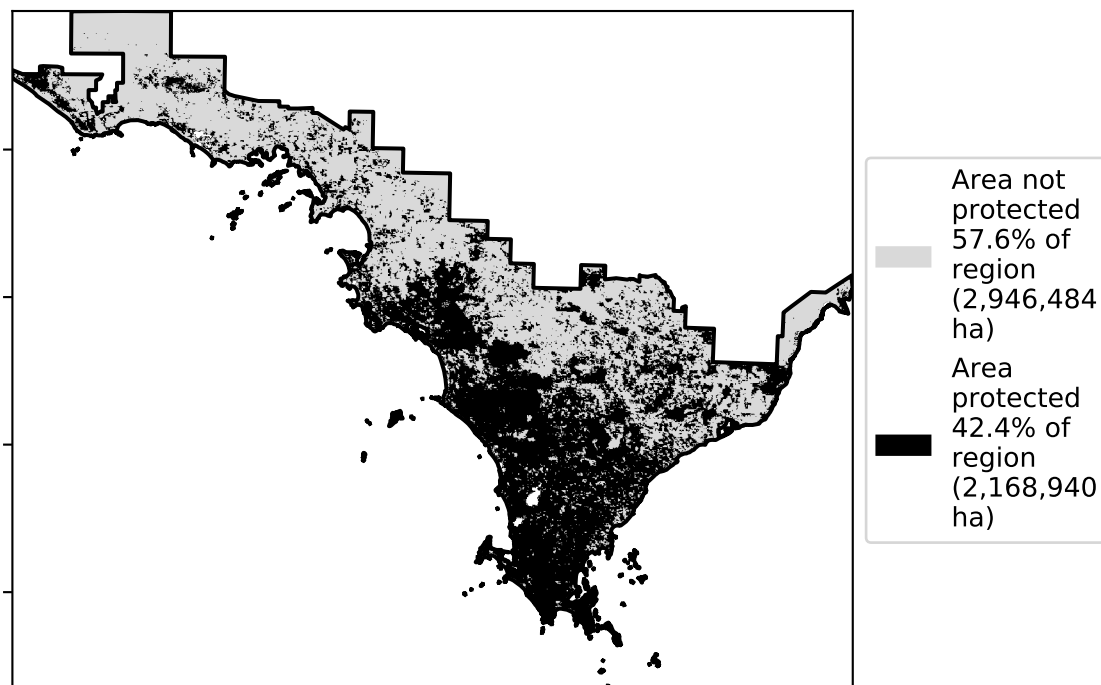 Area not
protected
57.6% of
region
(2,946,484
ha)
Area
protected
42.4% of
region
(2,168,940
ha)